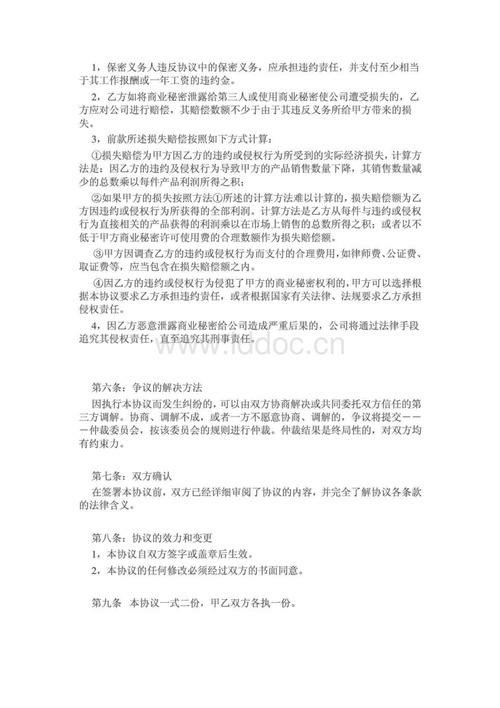 1，保密义务人违反协议中的保密义务，应承担违约责任，并支付至少相当
于其工作报酬或一年工资的违约金。
2，乙方如将商业秘密泄露给第三人或使用商业秘密使公司遭受损失的，乙
方应对公司进行赔偿，其赔偿数额不少于由于其违反义务所给甲方带来的损
失。
3，前款所述损失赔偿按照如下方式计算：
①损失赔偿为甲方因乙方的违约或侵权行为所受到的实际经济损失，计算方
法是：因乙方的违约及侵权行为导致甲方的产品销售数量下降，其销售数量减
少的总数乘以每件产品利润所得之积；
②如果甲方的损失按照方法①所述的计算方法难以计算的，损失赔偿额为乙
方因违约或侵权行为所获得的全部利润。计算方法是乙方从每件与违约或侵权
行为直接相关的产品获得的利润乘以在市场上销售的总数所得之积；或者以不
低于甲方商业秘密许可使用费的合理数额作为损失赔偿额。
③甲方因调查乙方的违约或侵权行为而支付的合理费用，如律师费、公证费、
取证费等，应当包含在损失赔偿额之内。
④因乙方的违约或侵权行为侵犯了甲方的商业秘密权利的，甲方可以选择根
据本协议要求乙方承担违约责任，或者根据国家有关法律、法规要求乙方承担
侵权责任。
4，因乙方恶意泄露商业秘密给公司造成严重后果的，公司将通过法律手段
追究其侵权责任，直至追究其刑事责任。
www.iddoc.cn
第六条：争议的解决方法
因执行本协议而发生纠纷的，可以由双方协商解决或共同委托双方信任的第
三方调解。协商、调解不成，或者一方不愿意协商、调解的，争议将提交－－
－仲裁委员会，按该委员会的规则进行仲裁。仲裁结果是终局性的，对双方均
有约束力。
第七条：双方确认
在签署本协议前，双方已经详细审阅了协议的内容，并完全了解协议各条款
的法律含义。
第八条：协议的效力和变更
1，本协议自双方签字或盖章后生效。
2，本协议的任何修改必须经过双方的书面同意。
第九条 本协议一式二份，甲乙双方各执一份。